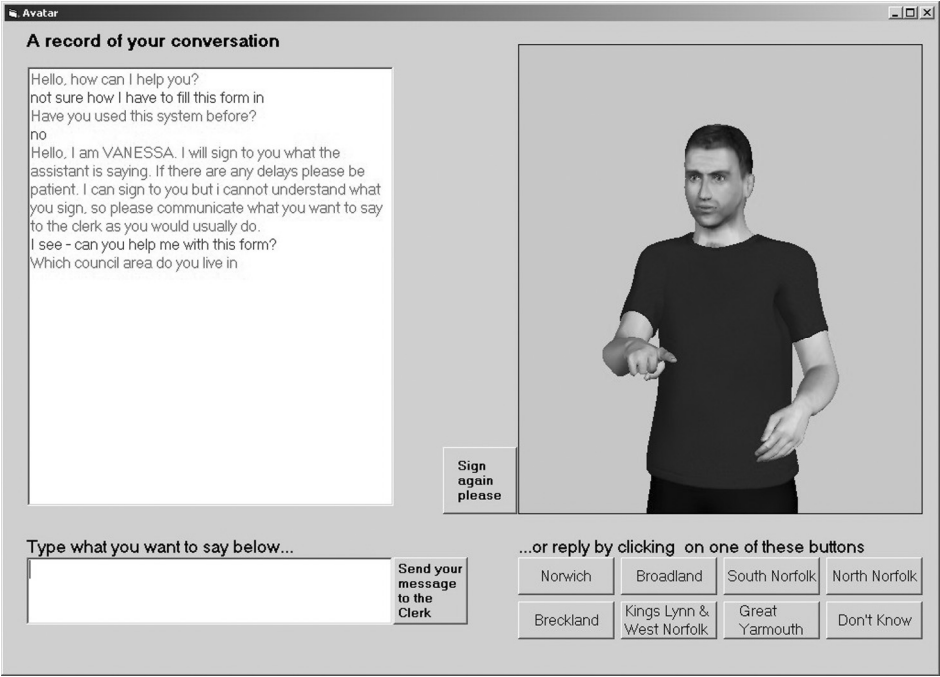 Avatar
A record of your conversation
Hello, how can I help you?
not sure how I have to fill this form in
Have you used this system before?
no
Hello, I am VANESSA. I will sign to you what the
assistant is saying. If there are any delays please be
patient. I can sign to you but i cannot understand what
you sign, so please communicate what you want to say
to the clerk as you would usually do.
I see - can you help me with this form?
Which council area do you live in
Sign
again
please
Type what you want to say below...
Send your
message
to the
Clerk
...or reply by clicking on one of these buttons
Norwich
Broadland
South Norfolk
North Norfolk
Breckland
Kings Lynn &
West Norfolk
Great
Yarmouth
Don't Know